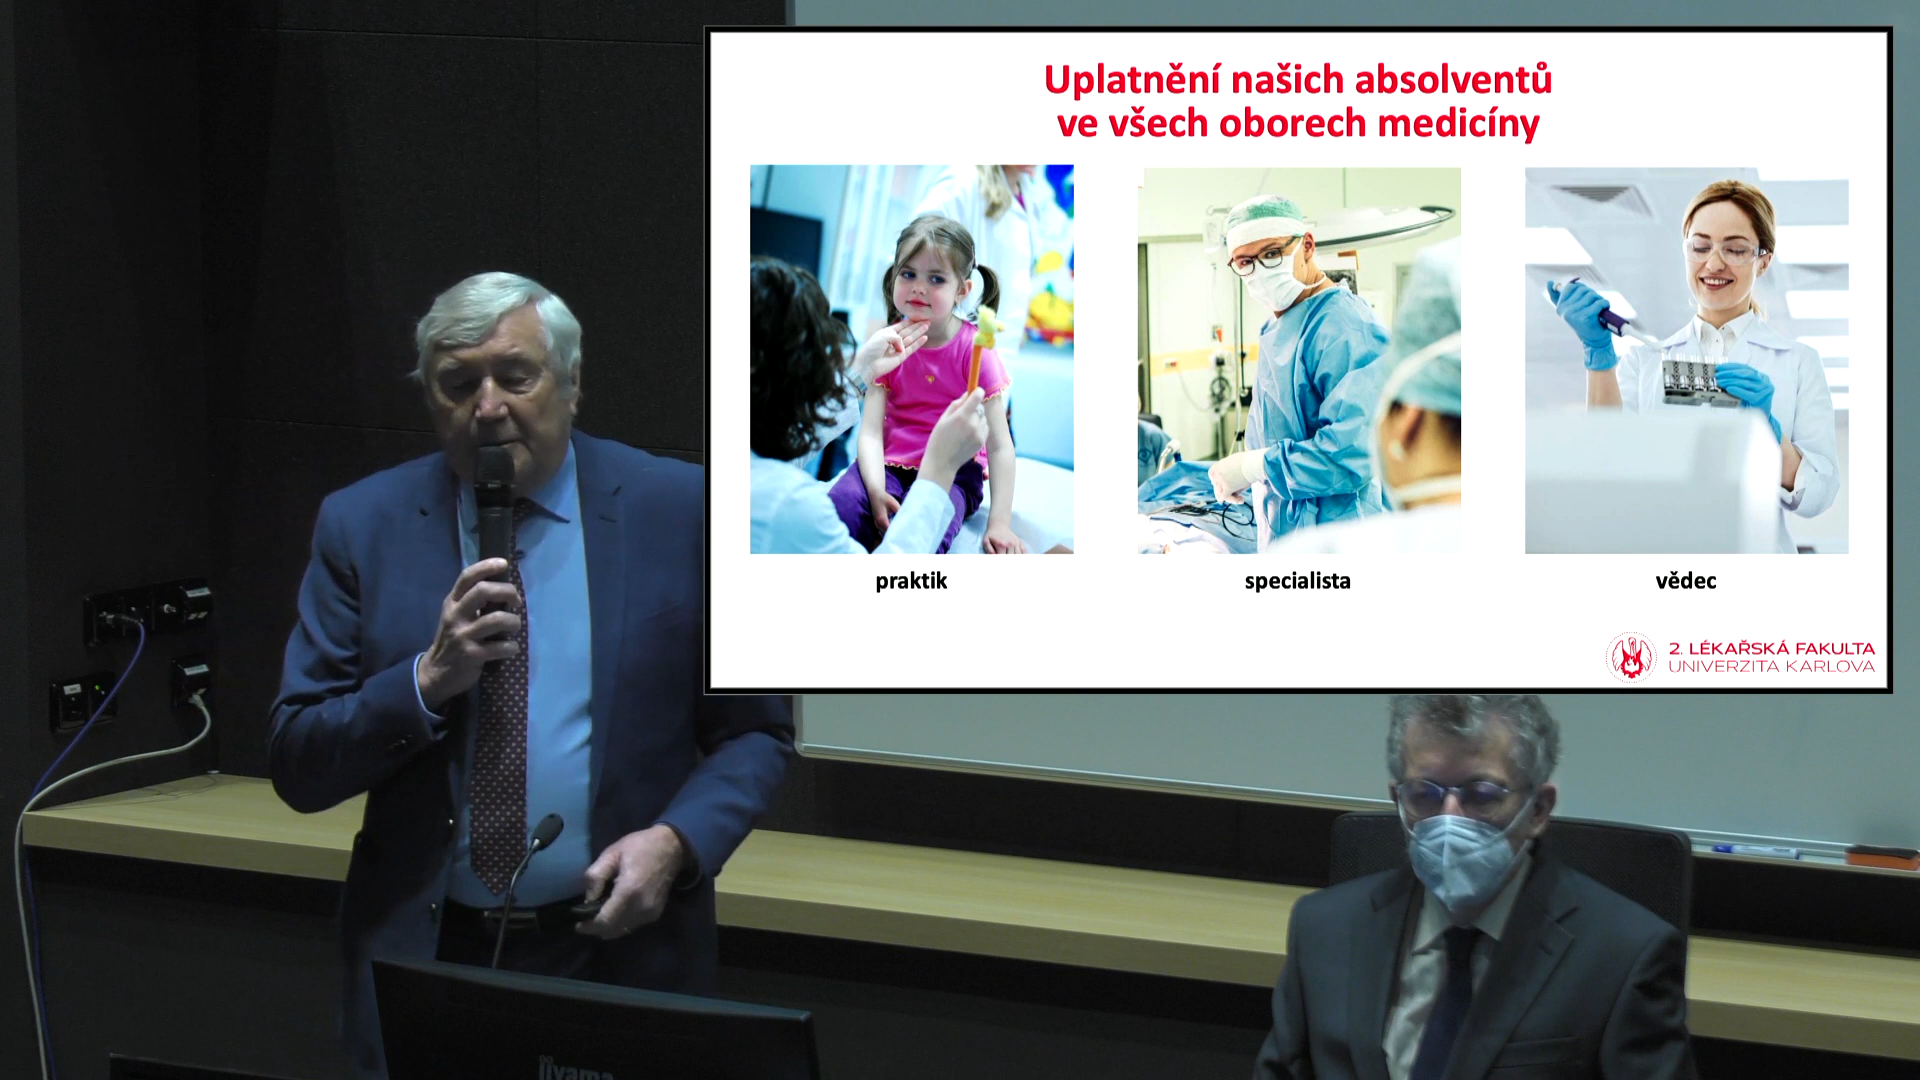 Uplatnění našich absolventů
ve všech oborech medicíny
praktik
specialista
vědec
2. LÉKAŘSKÁ FAKULTA
UNIVERZITA KARLOVA
iiyama